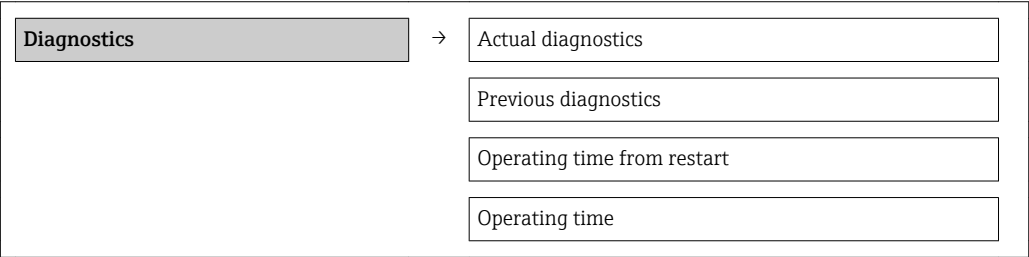 Diagnostics → Actual diagnostics
Previous diagnostics
Operating time from restart
Operating time